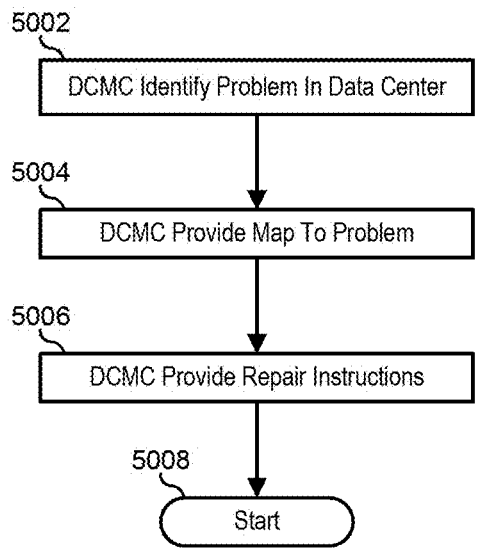 5002
DCMC Identify Problem In Data Center
5004
DCMC Provide Map To Problem
5006
DCMC Provide Repair Instructions
5008
Start